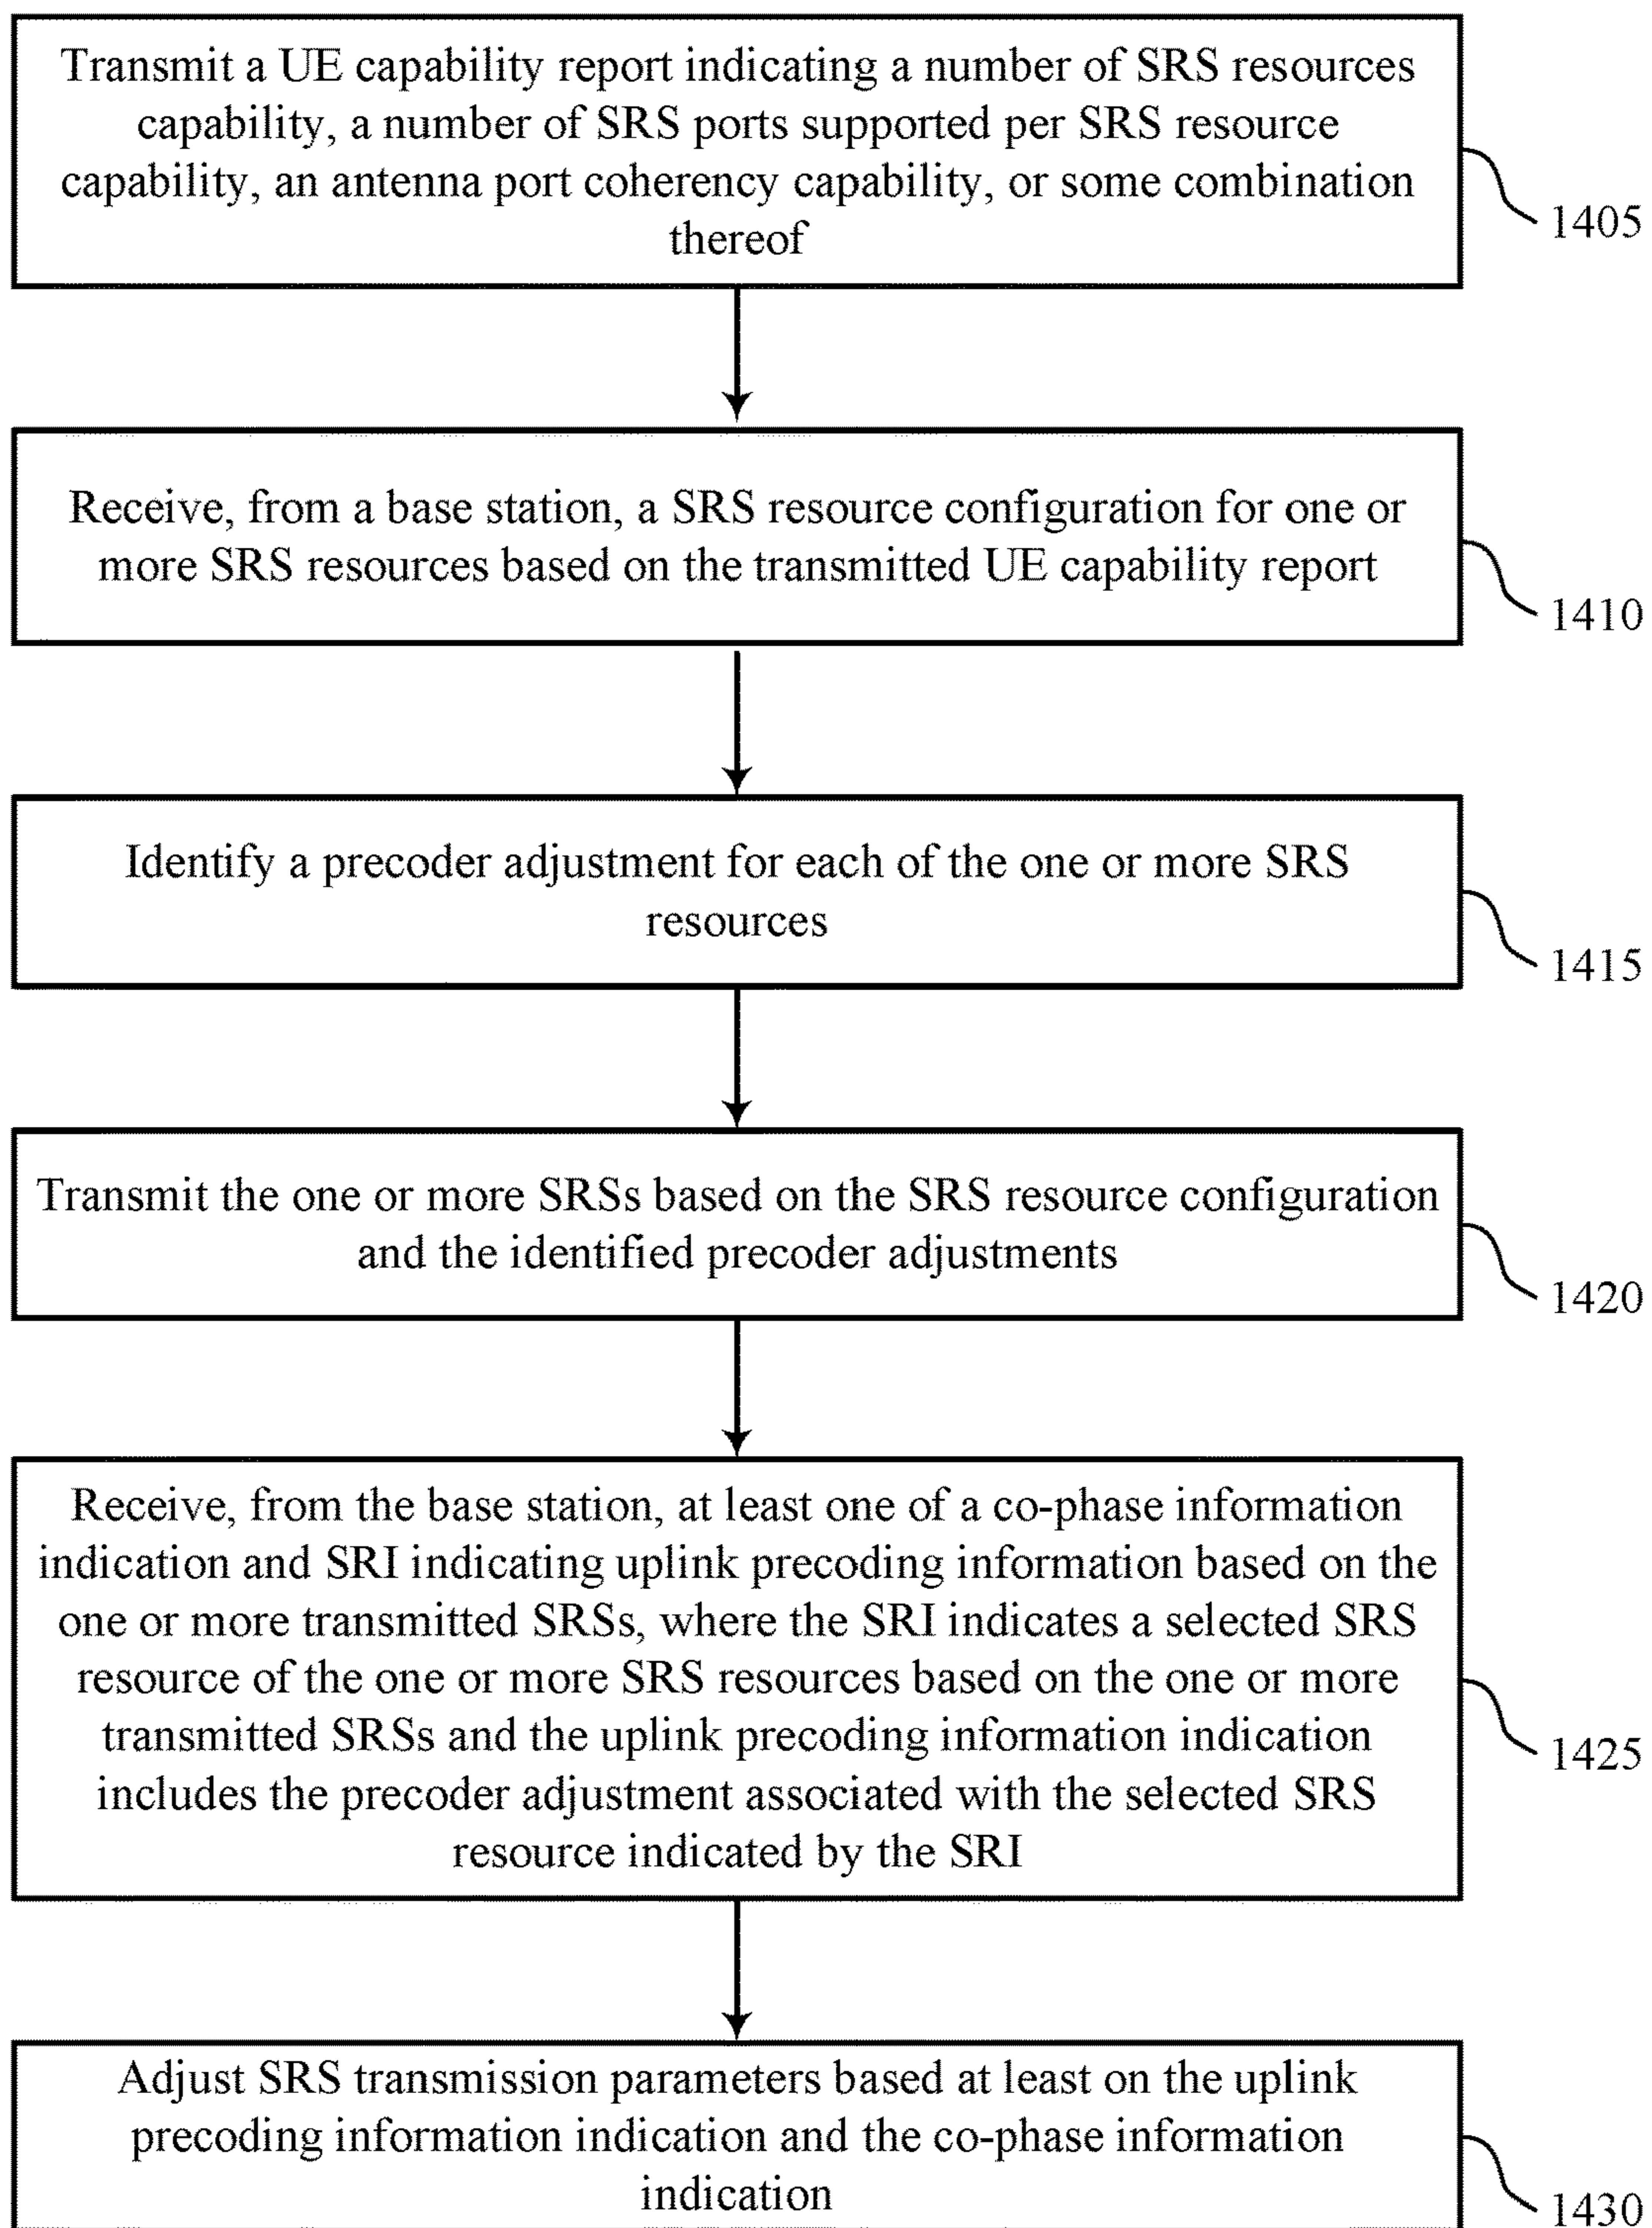 Transmit a UE capability report indicating a number of SRS resources
capability, a number of SRS ports supported per SRS resource
capability, an antenna port coherency capability, or some combination
thereof
1405
Receive, from a base station, a SRS resource configuration for one or
more SRS resources based on the transmitted UE capability report
1410
Identify a precoder adjustment for each of the one or more SRS
resources
1415
Transmit the one or more SRSs based on the SRS resource configuration
and the identified precoder adjustments
1420
Receive, from the base station, at least one of a co-phase information
indication and SRI indicating uplink precoding information based on the
one or more transmitted SRSs, where the SRI indicates a selected SRS
resource of the one or more SRS resources based on the one or more
transmitted SRSs and the uplink precoding information indication
includes the precoder adjustment associated with the selected SRS
resource indicated by the SRI
1425
Adjust SRS transmission parameters based at least on the uplink
precoding information indication and the co-phase information
indication
1430